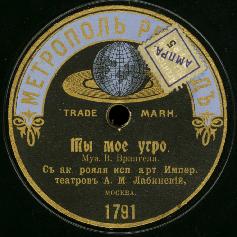 МЕТРОПОЛЬ
АМПРА
5
TRADE MARK.
Ты мое утро.
Муз. В. Врангеля.
Съ ак. рояля исп арт Импер.
театровъ А. М. Лабинскій,
МОСКВА.
1791